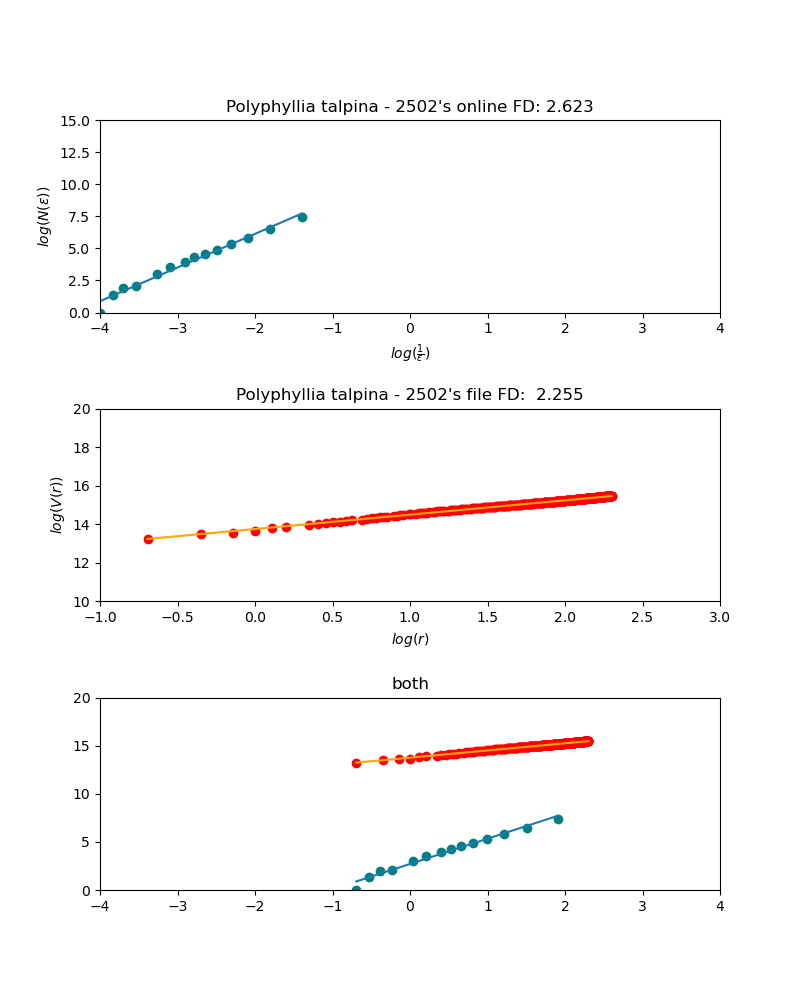 Polyphyllia talpina - 2502's online FD: 2.623
15.0
12.5
10.0
7.5
5.0
2.5
0.0
log(N(ε))
−4 −3 −2 −1 0 1 2 3 4
log(1/ε)
Polyphyllia talpina - 2502's file FD:  2.255
20
18
16
14
12
10
log(V(r))
−1.0 −0.5 0.0 0.5 1.0 1.5 2.0 2.5 3.0
log(r)
both
20
15
10
5
0
−4 −3 −2 −1 0 1 2 3 4